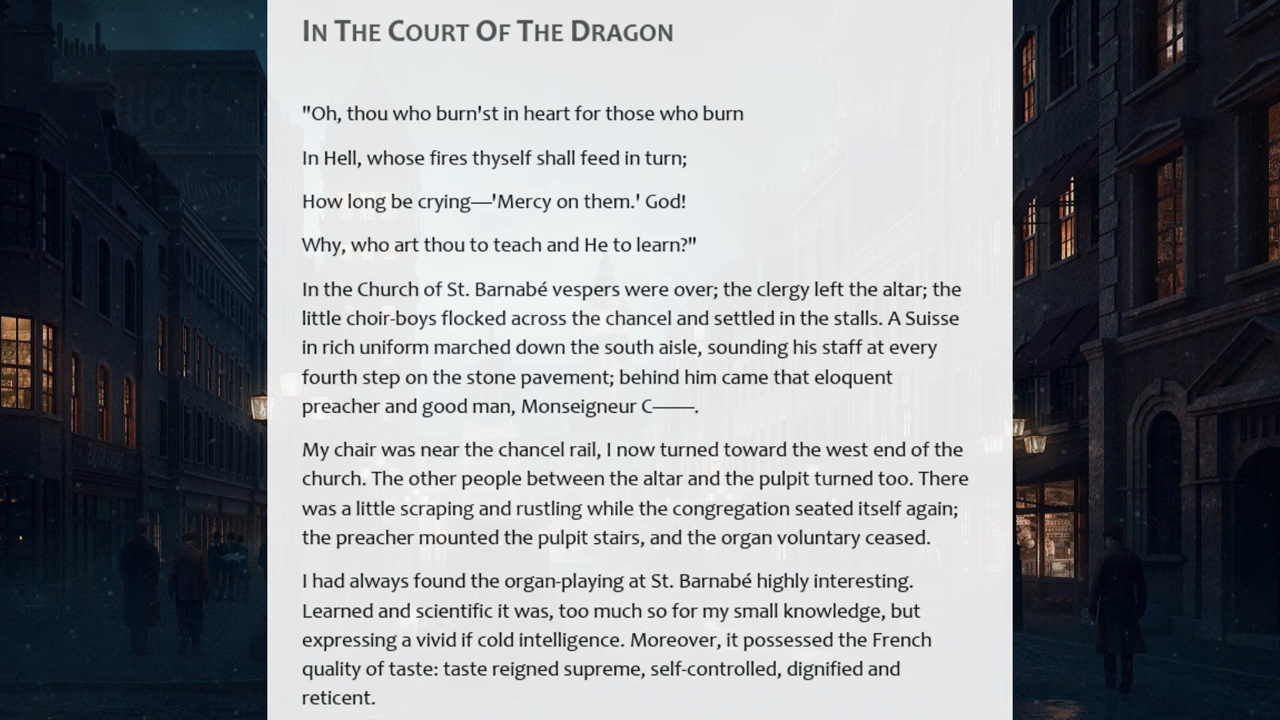 IN THE COURT OF THE DRAGON
"Oh, thou who burn'st in heart for those who burn
In Hell, whose fires thyself shall feed in turn;
How long be crying—'Mercy on them.' God!
Why, who art thou to teach and He to learn?"
In the Church of St. Barnabé vespers were over; the clergy left the altar; the
little choir-boys flocked across the chancel and settled in the stalls. A Suisse
in rich uniform marched down the south aisle, sounding his staff at every
fourth step on the stone pavement; behind him came that eloquent
preacher and good man, Monseigneur C——.
My chair was near the chancel rail, I now turned toward the west end of the
church. The other people between the altar and the pulpit turned too. There
was a little scraping and rustling while the congregation seated itself again;
the preacher mounted the pulpit stairs, and the organ voluntary ceased.
I had always found the organ-playing at St. Barnabé highly interesting.
Learned and scientific it was, too much so for my small knowledge, but
expressing a vivid if cold intelligence. Moreover, it possessed the French
quality of taste: taste reigned supreme, self-controlled, dignified and
reticent.